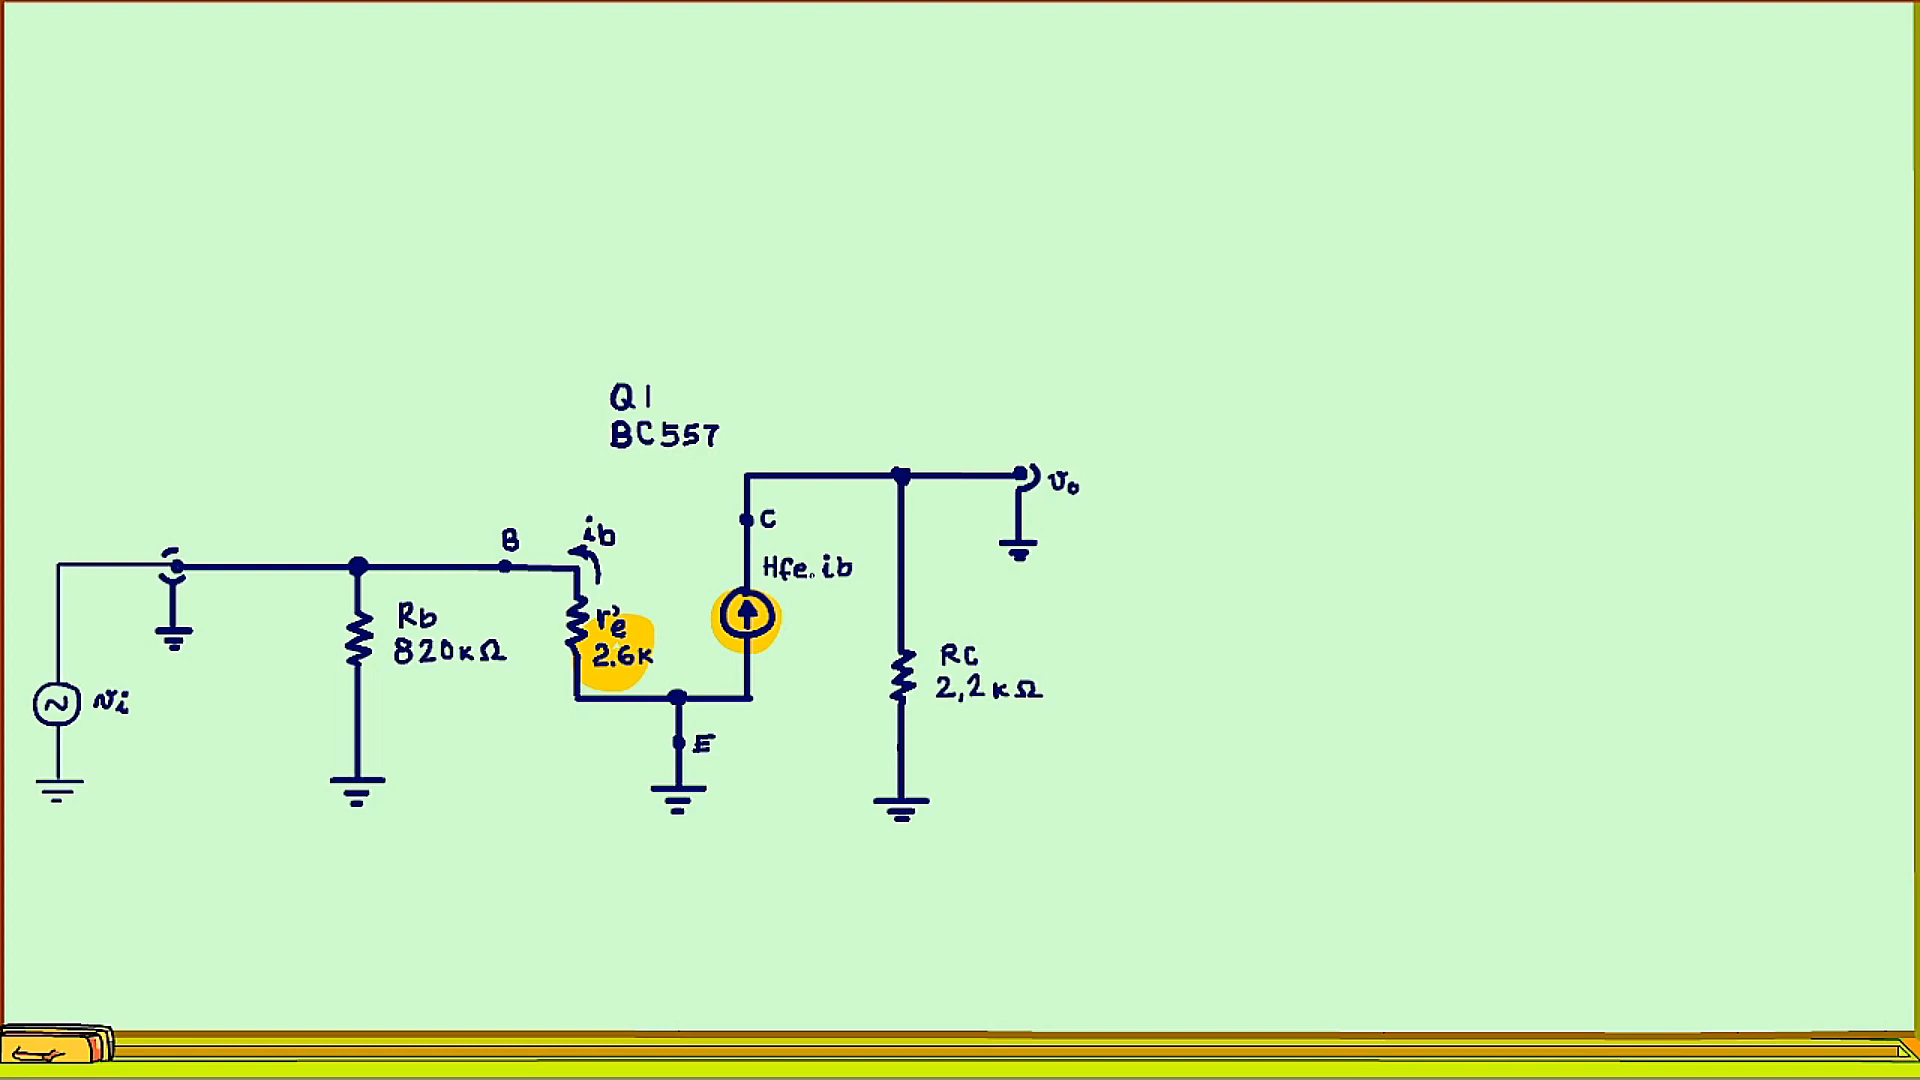 Q1
BC557
vo
C
ib
B
Hfe.ib
r'e
2.6K
Rb
820KΩ
RC
2,2KΩ
vi
E